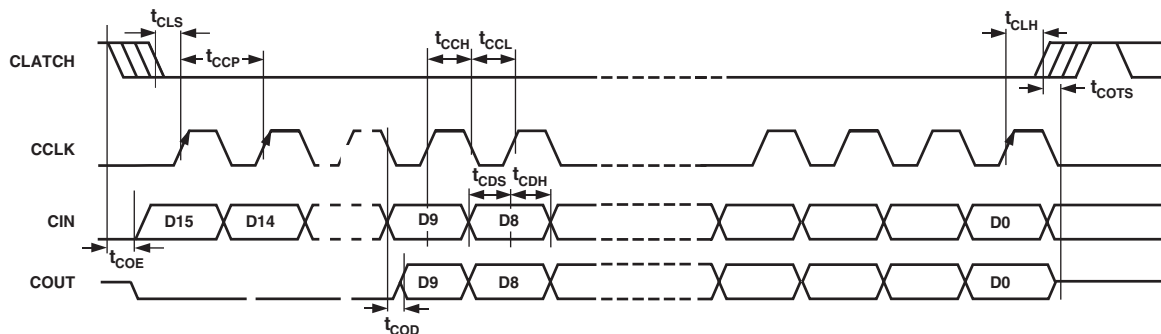 tCLS
tCCH tCCL
tCLH
CLATCH
tCCP
tCOTS
CCLK
tCDS tCDH
CIN
D15 D14 D9 D8 D0
tCOE
COUT
D9 D8 D0
tCOD